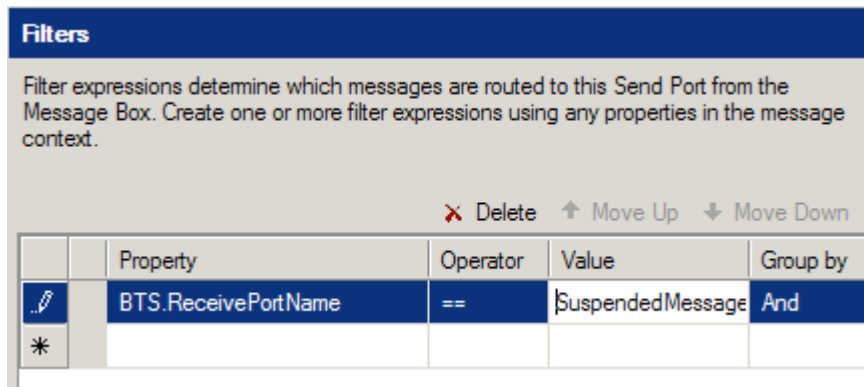 Filters
Filter expressions determine which messages are routed to this Send Port from the
Message Box. Create one or more filter expressions using any properties in the message
context.
Delete Move Up Move Down
Property Operator Value Group by
BTS.ReceivePortName == SuspendedMessage And